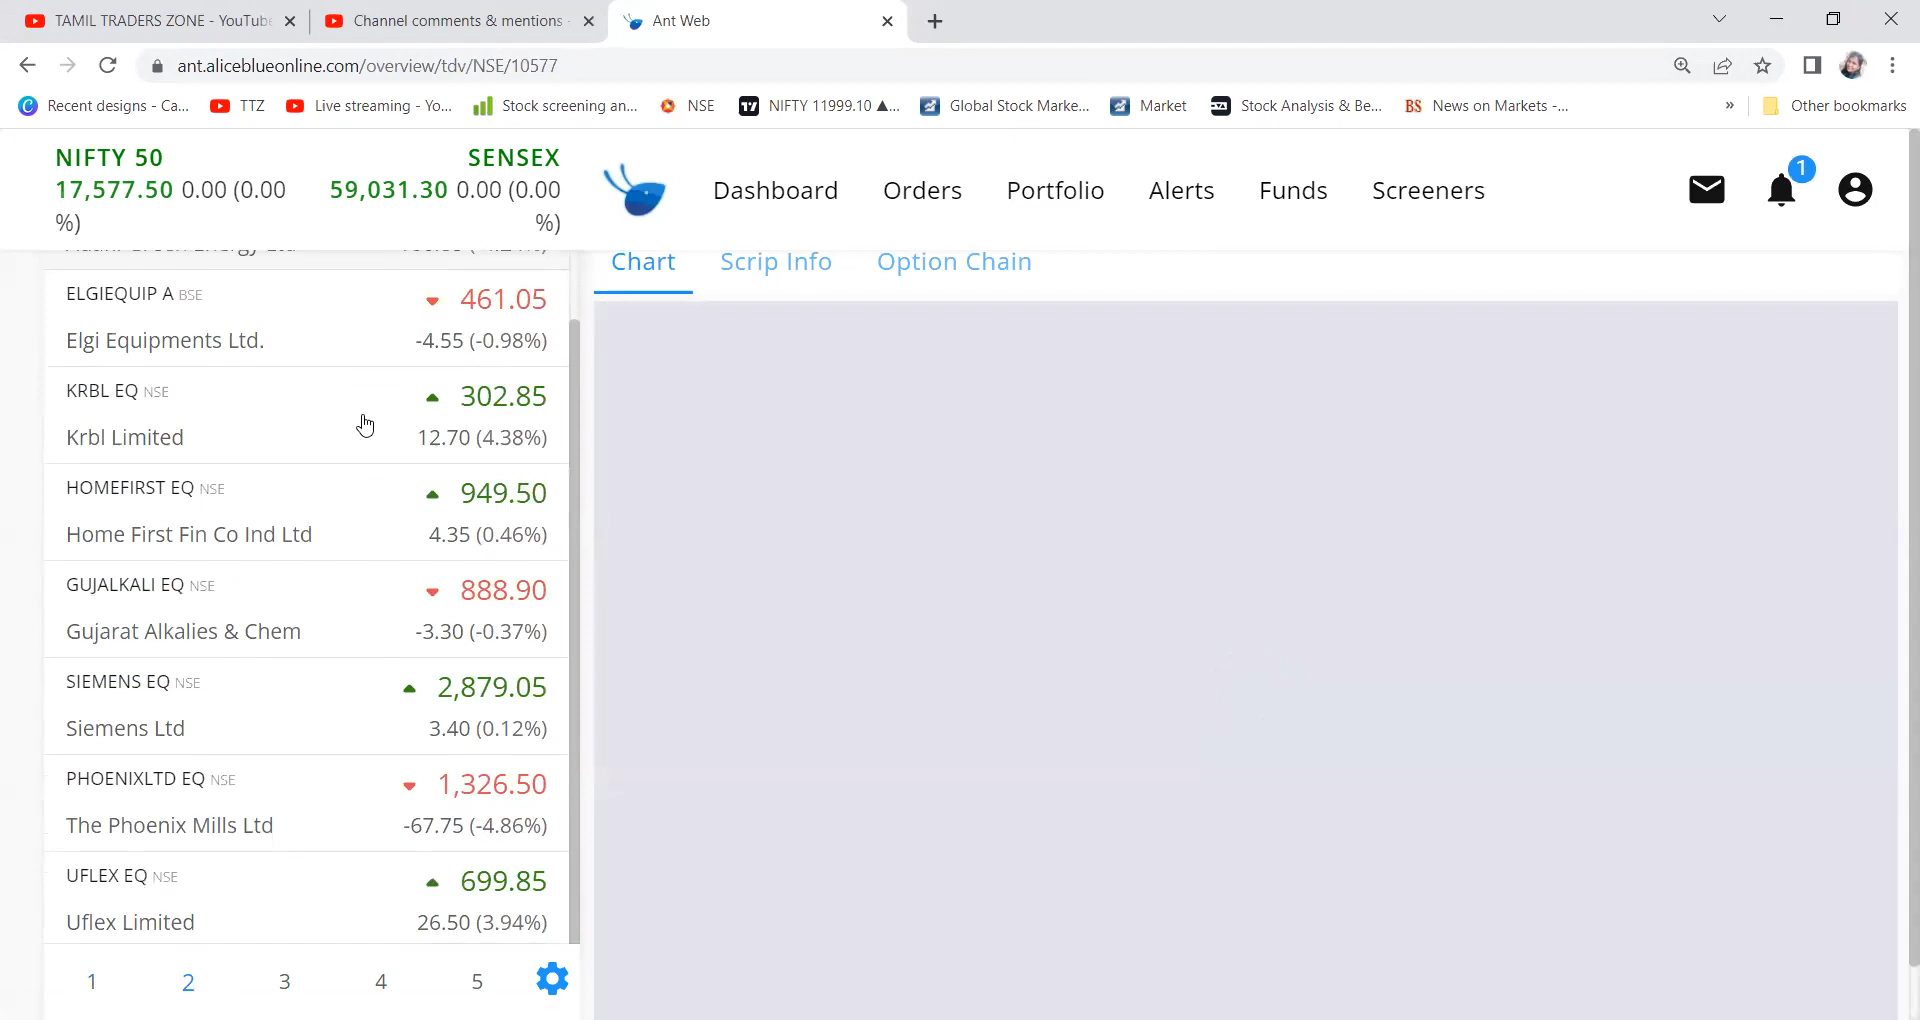 TAMIL TRADERS ZONE - YouTube
Channel comments & mentions -
Ant Web
ant.aliceblueonline.com/overview/tdv/NSE/10577
Recent designs - Ca...
TTZ
Live streaming - Yo...
Stock screening an...
NSE
NIFTY 11999.10 ▲...
Global Stock Marke...
Market
Stock Analysis & Be...
BS News on Markets -...
»
Other bookmarks
NIFTY 50
17,577.50 0.00 (0.00
%)
SENSEX
59,031.30 0.00 (0.00
%)
Dashboard
Orders
Portfolio
Alerts
Funds
Screeners
1
Chart
Scrip Info
Option Chain
ELGIEQUIP A BSE
461.05
Elgi Equipments Ltd.
-4.55 (-0.98%)
KRBL EQ NSE
302.85
Krbl Limited
12.70 (4.38%)
HOMEFIRST EQ NSE
949.50
Home First Fin Co Ind Ltd
4.35 (0.46%)
GUJALKALI EQ NSE
888.90
Gujarat Alkalies & Chem
-3.30 (-0.37%)
SIEMENS EQ NSE
2,879.05
Siemens Ltd
3.40 (0.12%)
PHOENIXLTD EQ NSE
1,326.50
The Phoenix Mills Ltd
-67.75 (-4.86%)
UFLEX EQ NSE
699.85
Uflex Limited
26.50 (3.94%)
1
2
3
4
5